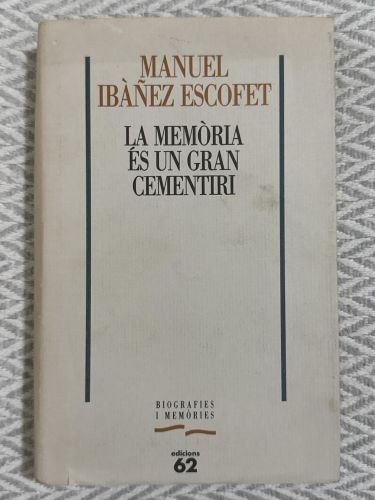 MANUEL
IBÀÑEZ ESCOFET
LA MEMÒRIA
ÉS UN GRAN
CEMENTIRI
BIOGRAFIES
I MEMÒRIES
edicions
62